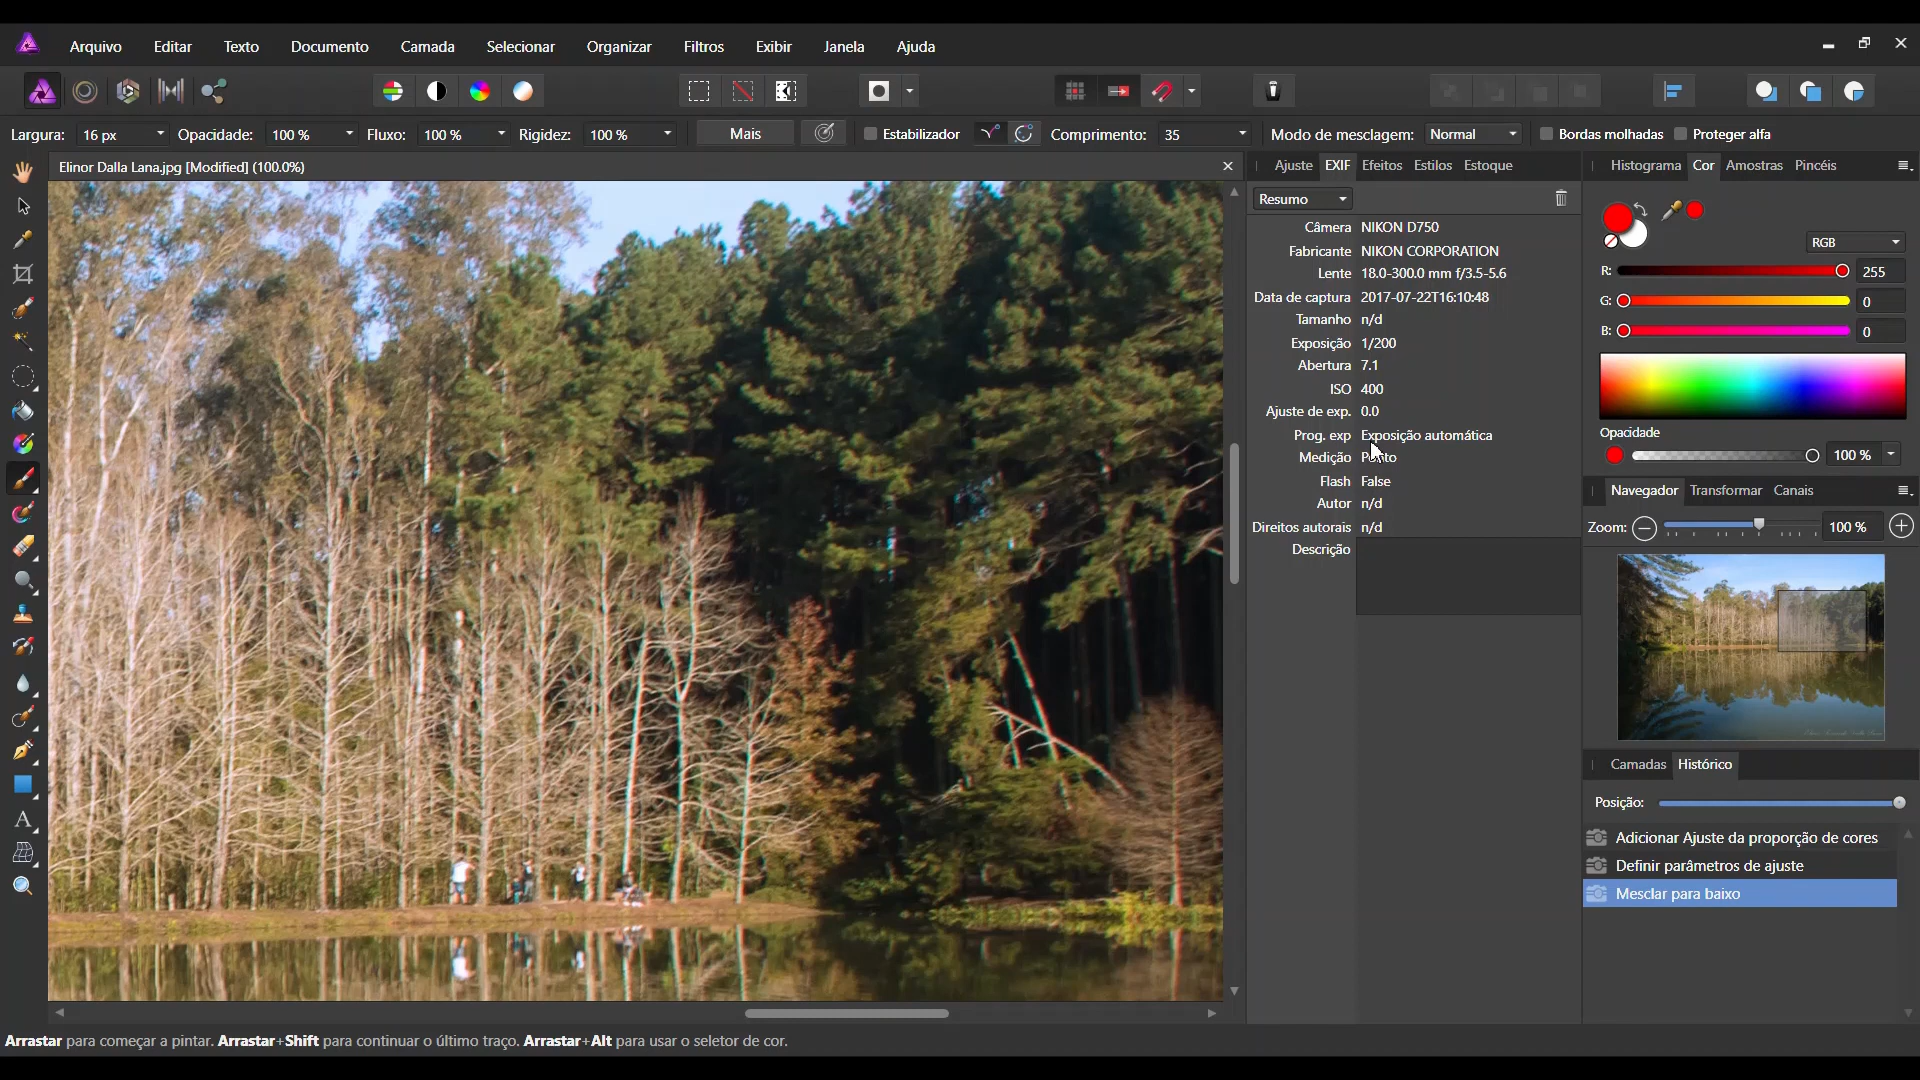 Arquivo Editar Texto Documento Camada Selecionar Organizar Filtros Exibir Janela Ajuda
Largura: 16 px Opacidade: 100 % Fluxo: 100 % Rigidez: 100 % Mais Estabilizador Comprimento: 35 Modo de mesclagem: Normal Bordas molhadas Proteger alfa
Elinor Dalla Lana.jpg [Modified] (100.0%)
Ajuste EXIF Efeitos Estilos Estoque
Resumo
Câmera NIKON D750
Fabricante NIKON CORPORATION
Lente 18.0-300.0 mm f/3.5-5.6
Data de captura 2017-07-22T16:10:48
Tamanho n/d
Exposição 1/200
Abertura 7.1
ISO 400
Ajuste de exp. 0.0
Prog. exp Exposição automática
Medição Ponto
Flash False
Autor n/d
Direitos autorais n/d
Descrição
Histograma Cor Amostras Pincéis
RGB
R: 255
G: 0
B: 0
Opacidade
100 %
Navegador Transformar Canais
Zoom: 100 %
Camadas Histórico
Posição:
Adicionar Ajuste da proporção de cores
Definir parâmetros de ajuste
Mesclar para baixo
Arrastar para começar a pintar. Arrastar+Shift para continuar o último traço. Arrastar+Alt para usar o seletor de cor.